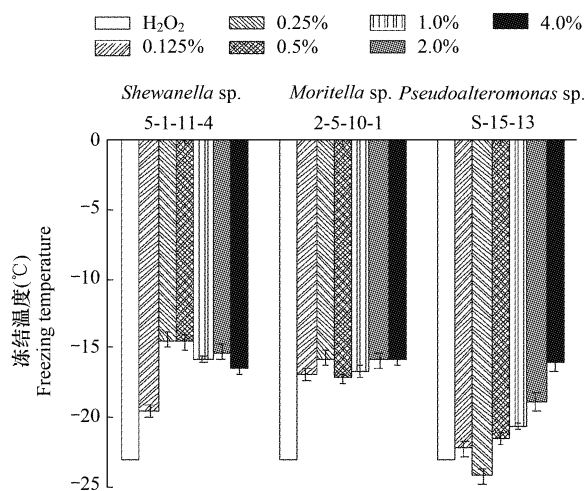 H₂O₂ 0.25% 1.0% 4.0%
0.125% 0.5% 2.0%
Shewanella sp. Moritella sp. Pseudoalteromonas sp.
5-1-11-4 2-5-10-1 S-15-13
0
-5
-10
-15
-20
-25
冻结温度(℃)
Freezing temperature